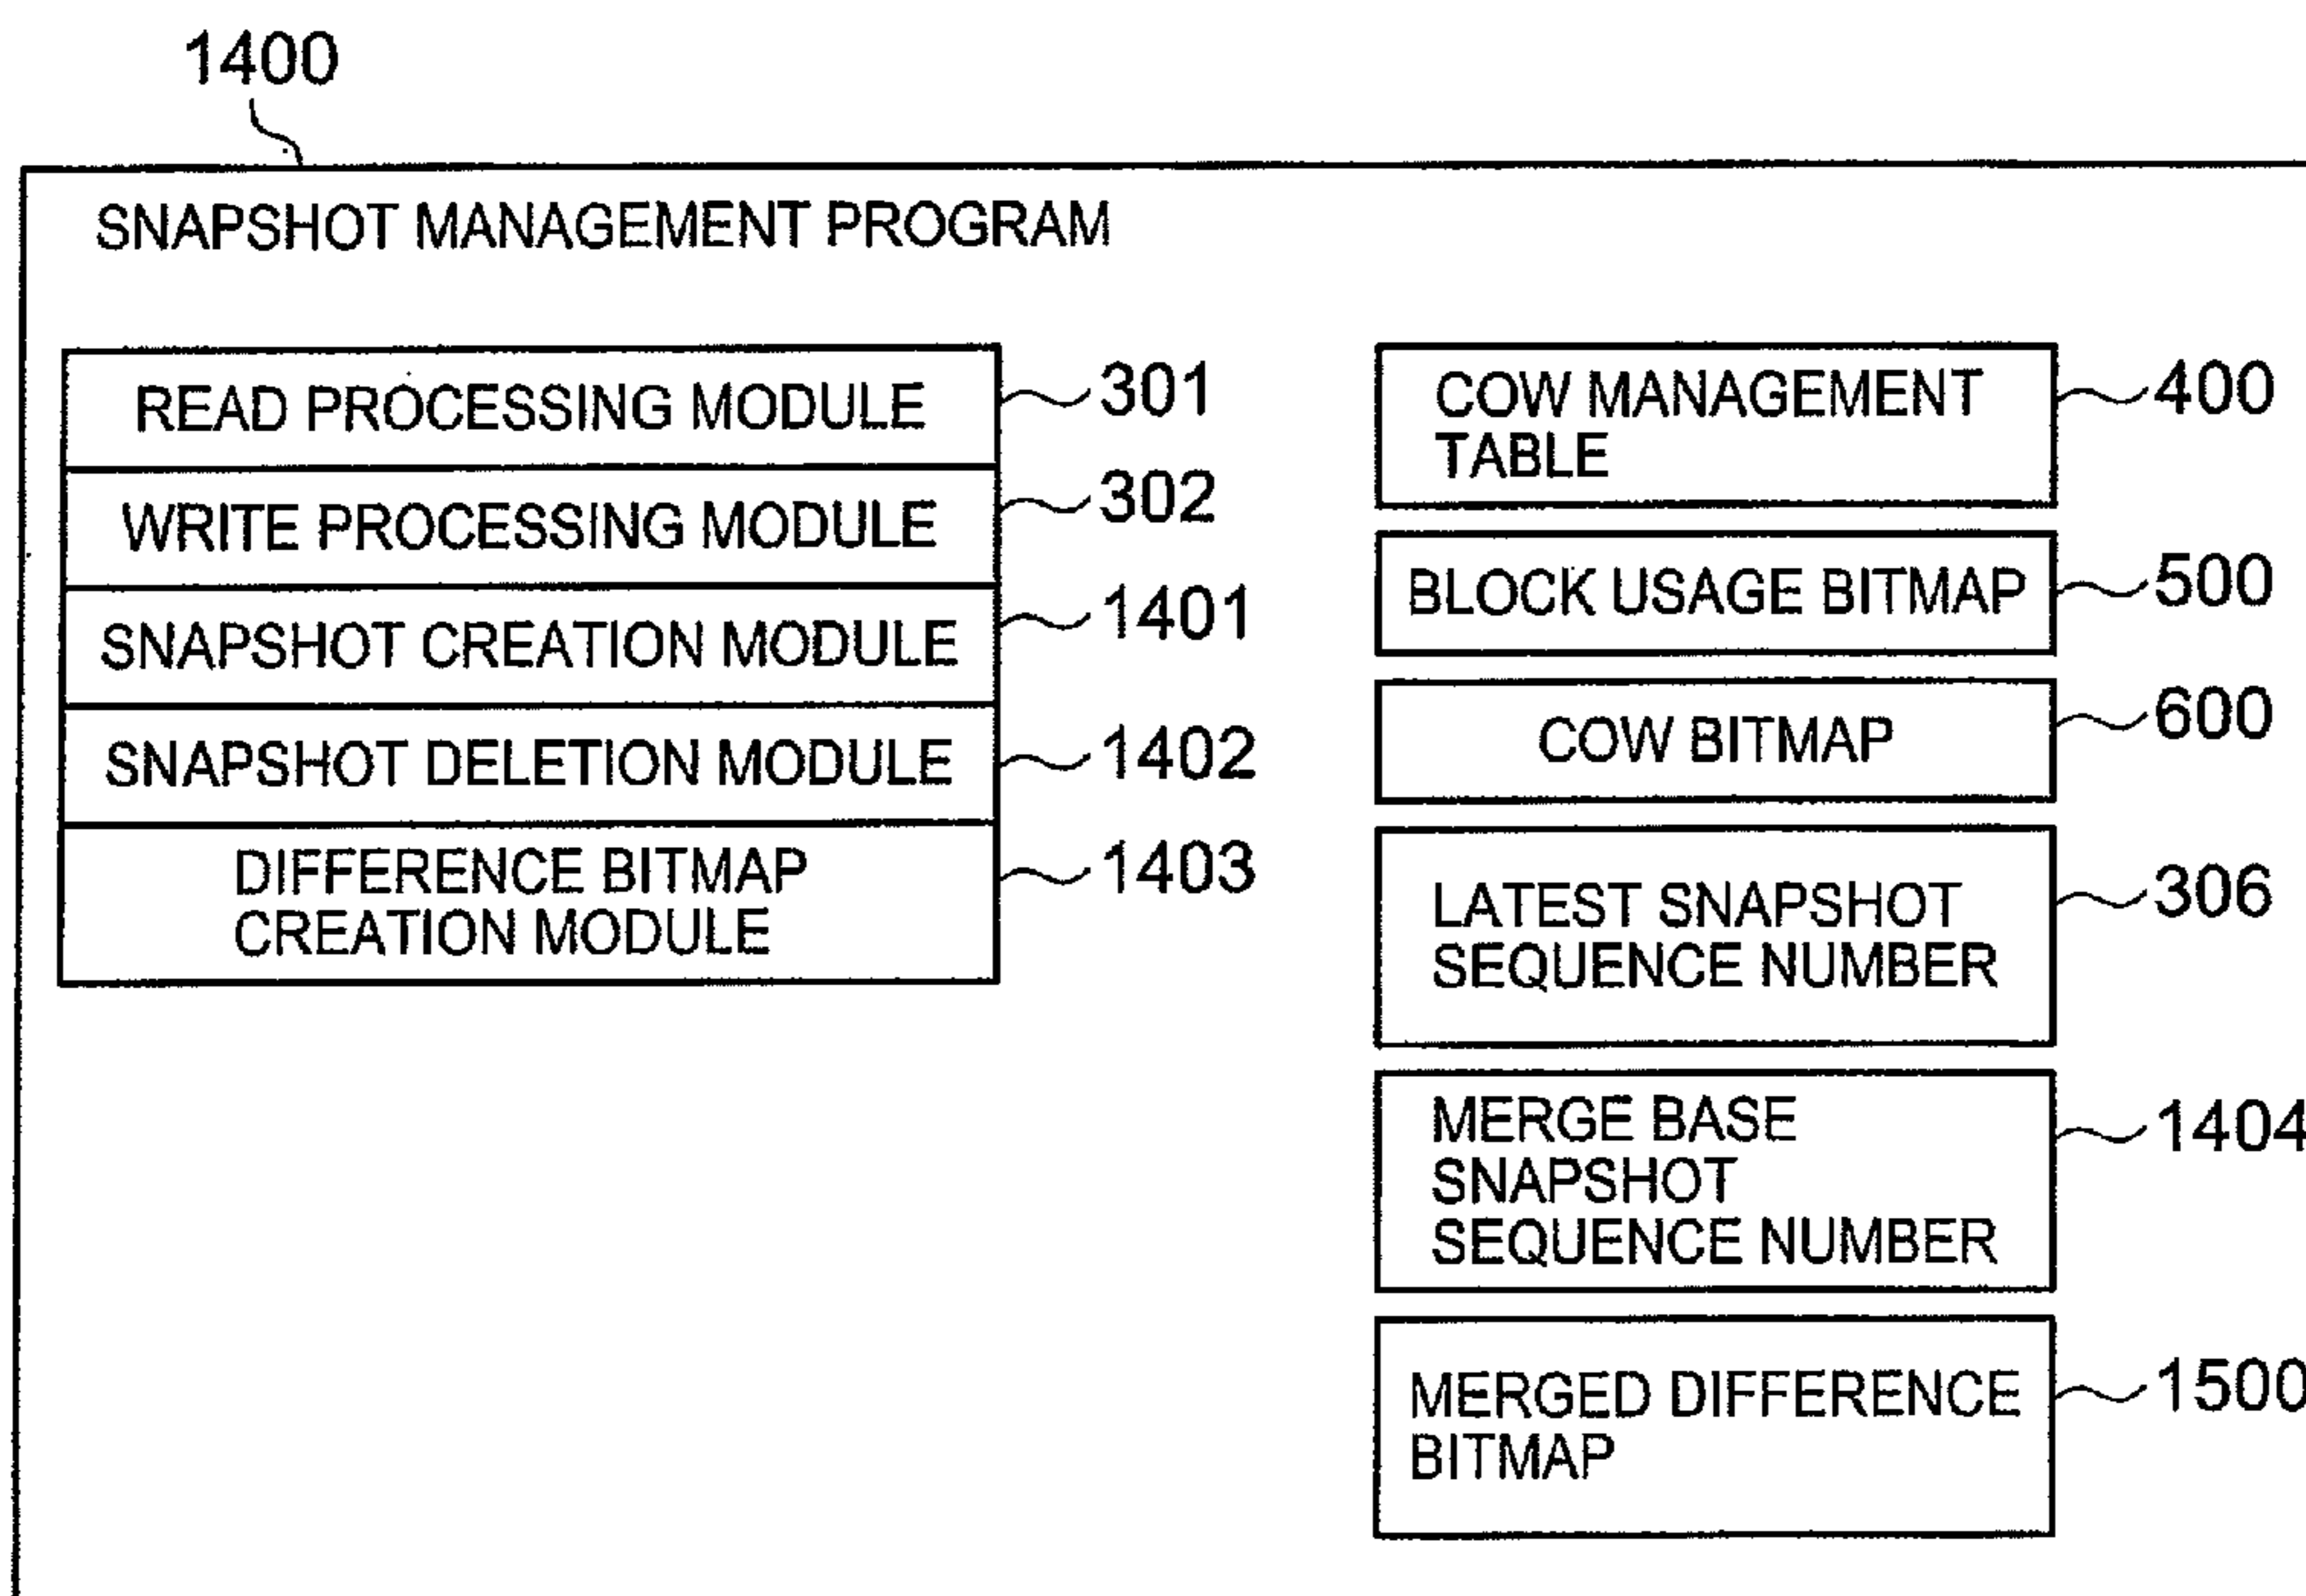 1400
SNAPSHOT MANAGEMENT PROGRAM
READ PROCESSING MODULE
301
WRITE PROCESSING MODULE
302
SNAPSHOT CREATION MODULE
1401
SNAPSHOT DELETION MODULE
1402
DIFFERENCE BITMAP
CREATION MODULE
1403
COW MANAGEMENT
TABLE
400
BLOCK USAGE BITMAP
500
COW BITMAP
600
LATEST SNAPSHOT
SEQUENCE NUMBER
306
MERGE BASE
SNAPSHOT
SEQUENCE NUMBER
1404
MERGED DIFFERENCE
BITMAP
1500